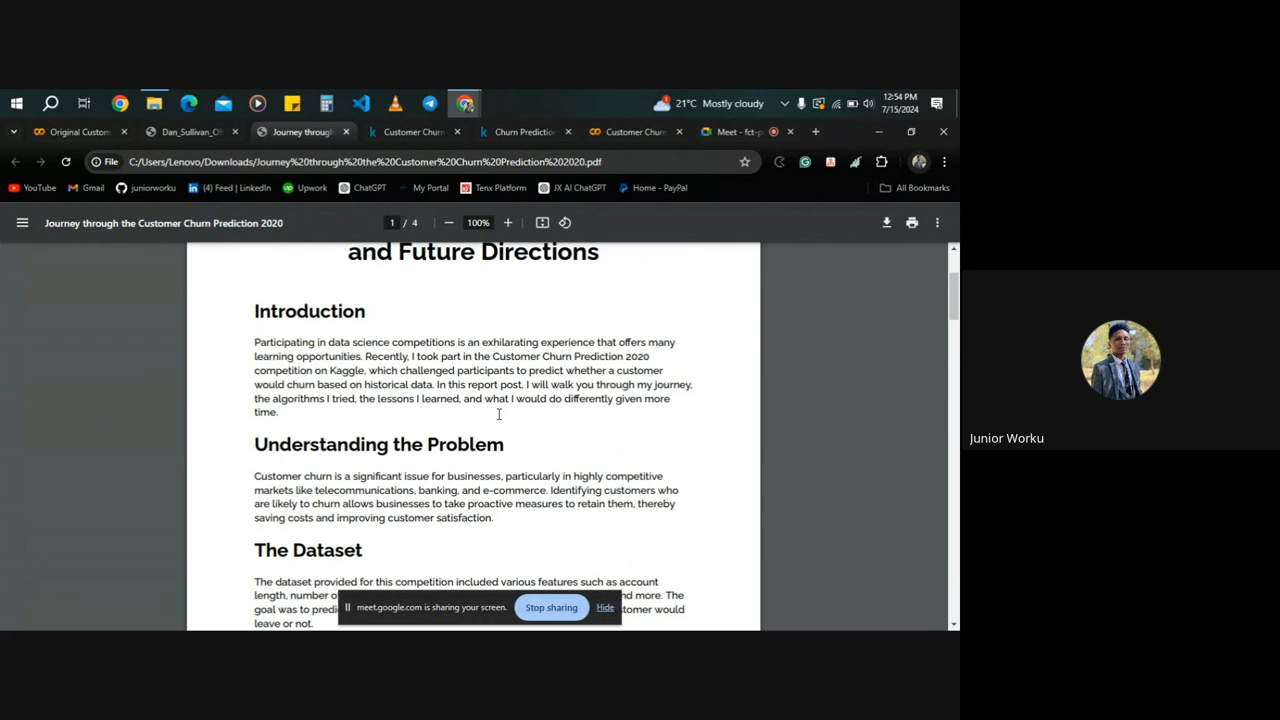 21°C Mostly cloudy
12:54 PM
7/15/2024
Original Custom
Dan_Sullivan_Of
Journey through
Customer Churn
Churn Prediction
Customer Churn
Meet - fct-p
File
C:/Users/Lenovo/Downloads/Journey%20through%20the%20Customer%20Churn%20Prediction%202020.pdf
YouTube
Gmail
juniorworku
(4) Feed | LinkedIn
Upwork
ChatGPT
My Portal
Tenx Platform
JX AI ChatGPT
Home - PayPal
All Bookmarks
Journey through the Customer Churn Prediction 2020
1 / 4
100%
and Future Directions
Introduction
Participating in data science competitions is an exhilarating experience that offers many
learning opportunities. Recently, I took part in the Customer Churn Prediction 2020
competition on Kaggle, which challenged participants to predict whether a customer
would churn based on historical data. In this report post, I will walk you through my journey,
the algorithms I tried, the lessons I learned, and what I would do differently given more
time.
Understanding the Problem
Customer churn is a significant issue for businesses, particularly in highly competitive
markets like telecommunications, banking, and e-commerce. Identifying customers who
are likely to churn allows businesses to take proactive measures to retain them, thereby
saving costs and improving customer satisfaction.
The Dataset
The dataset provided for this competition included various features such as account
length, number nd more. The
goal was to predi stomer would
leave or not.
meet.google.com is sharing your screen.
Stop sharing
Hide
Junior Worku